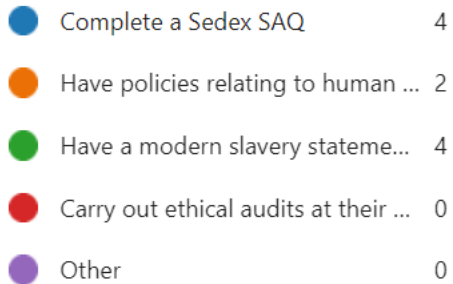 Complete a Sedex SAQ 4
Have policies relating to human ... 2
Have a modern slavery stateme... 4
Carry out ethical audits at their ... 0
Other 0